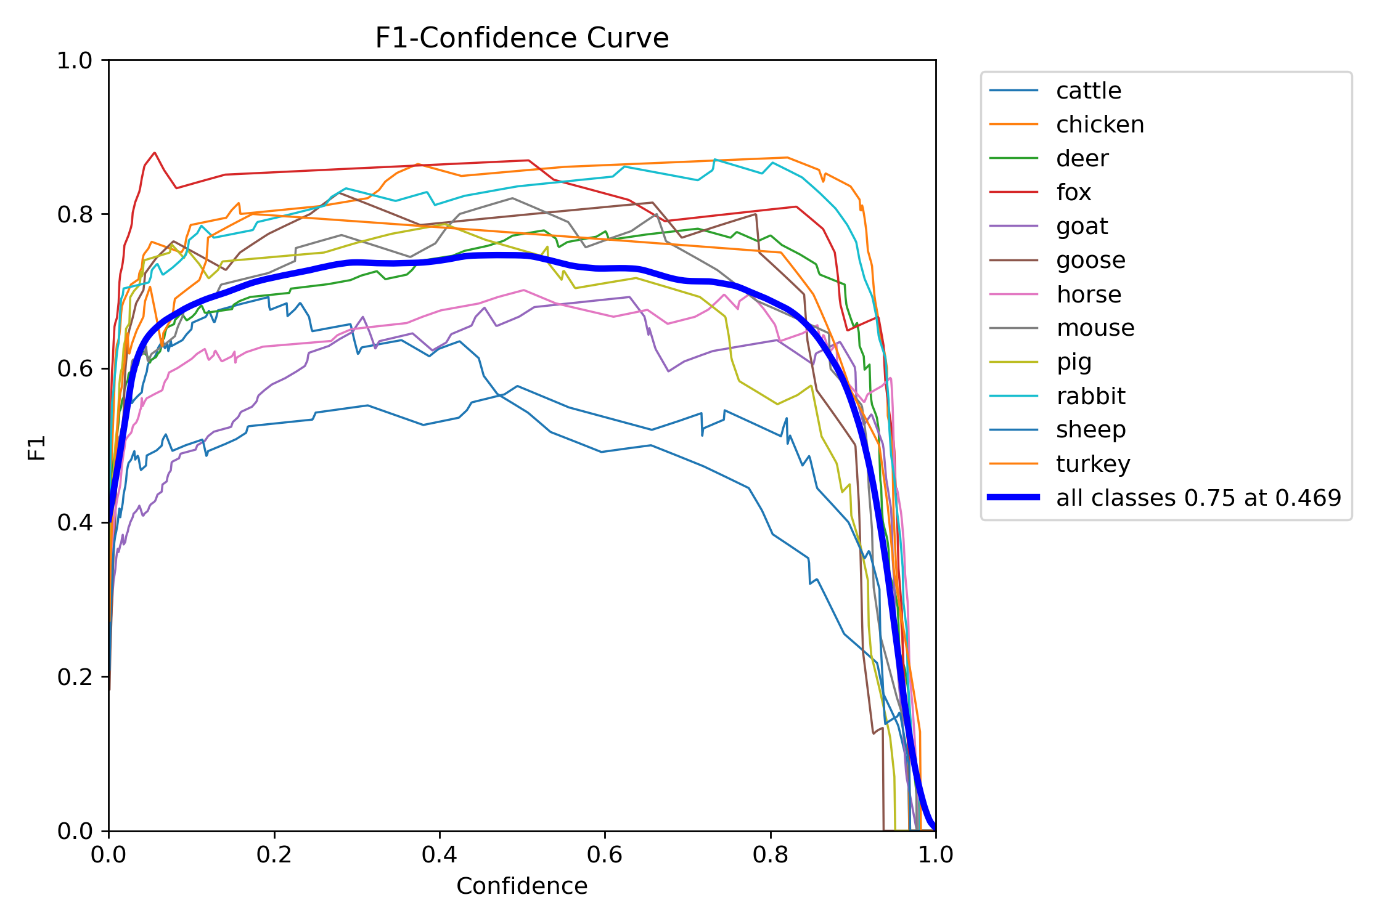 F1-Confidence Curve
1.0
0.8
0.6
0.4
0.2
0.0
F1
0.0 0.2 0.4 0.6 0.8 1.0
Confidence
cattle
chicken
deer
fox
goat
goose
horse
mouse
pig
rabbit
sheep
turkey
all classes 0.75 at 0.469